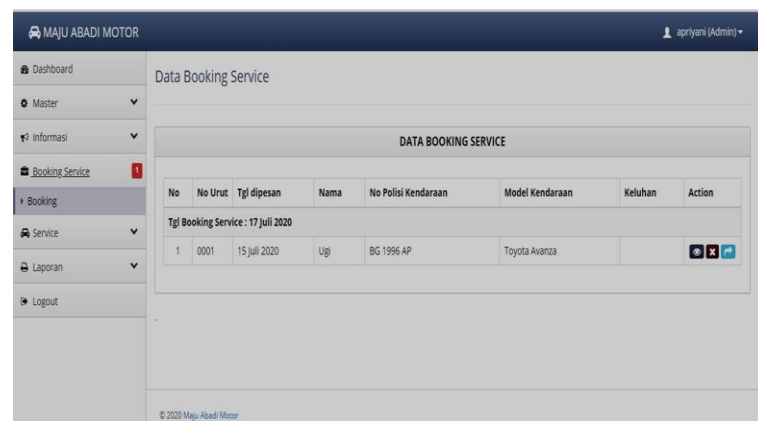 MAJU ABADI MOTOR
apriyani (Admin)
Dashboard
Master
Informasi
Booking Service 1
Booking
Service
Laporan
Logout
Data Booking Service
DATA BOOKING SERVICE
No No Urut Tgl dipesan Nama No Polisi Kendaraan Model Kendaraan Keluhan Action
Tgl Booking Service : 17 Juli 2020
1 0001 15 Juli 2020 Ugi BG 1996 AP Toyota Avanza
© 2020 Maju Abadi Motor